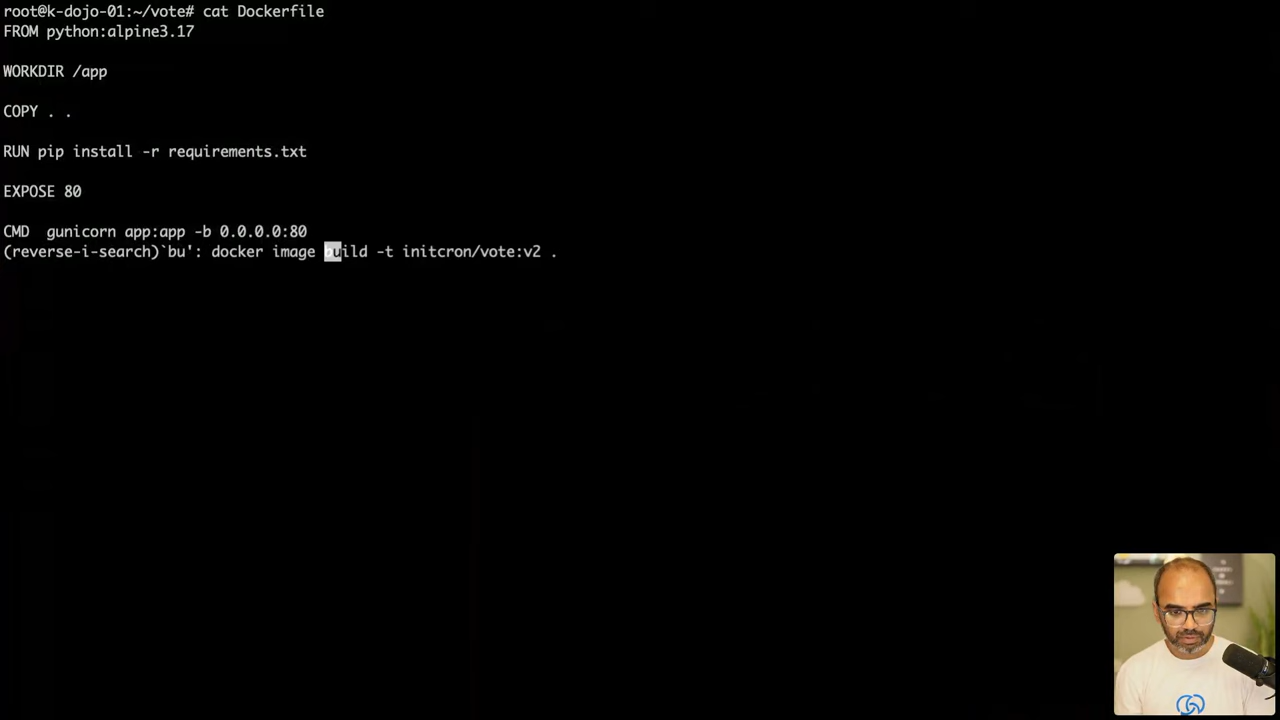 root@k-dojo-01:~/vote# cat Dockerfile
FROM python:alpine3.17
WORKDIR /app
COPY . .
RUN pip install -r requirements.txt
EXPOSE 80
CMD  gunicorn app:app -b 0.0.0.0:80
(reverse-i-search)`bu': docker image build -t initcron/vote:v2 .